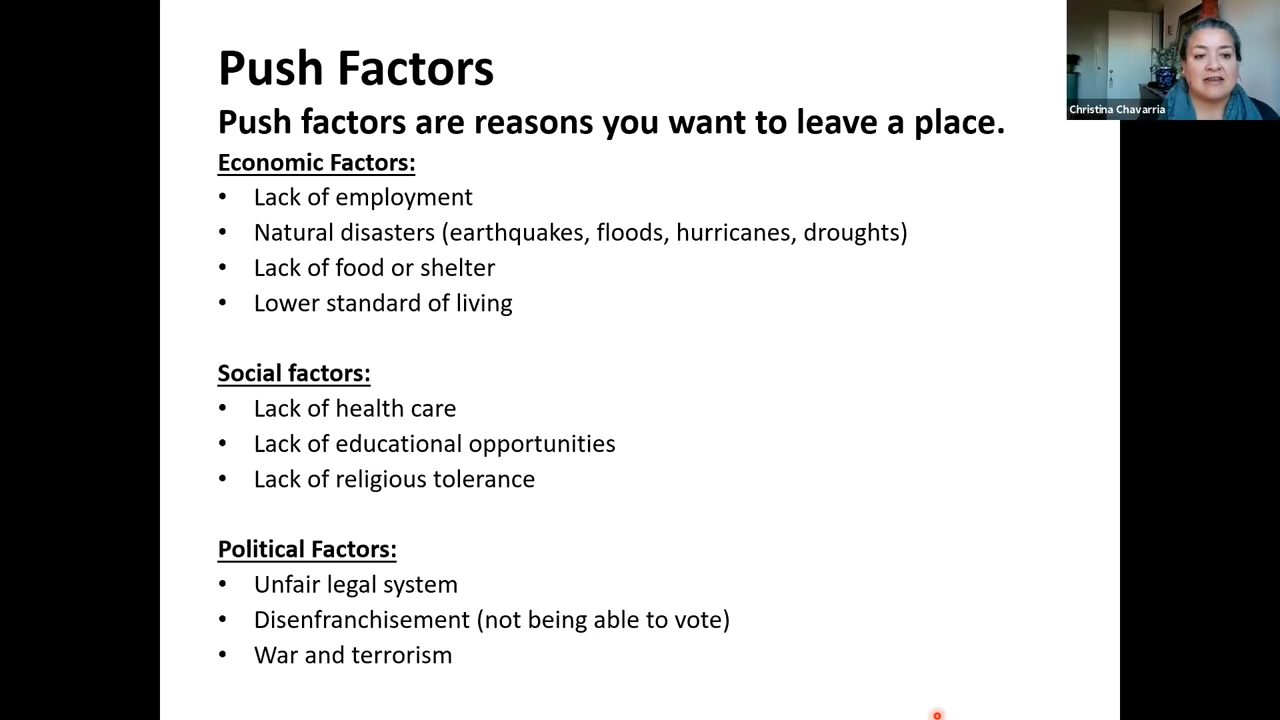 Push Factors
Push factors are reasons you want to leave a place.
Economic Factors:
• Lack of employment
• Natural disasters (earthquakes, floods, hurricanes, droughts)
• Lack of food or shelter
• Lower standard of living
Social factors:
• Lack of health care
• Lack of educational opportunities
• Lack of religious tolerance
Political Factors:
• Unfair legal system
• Disenfranchisement (not being able to vote)
• War and terrorism
Christina Chavarria